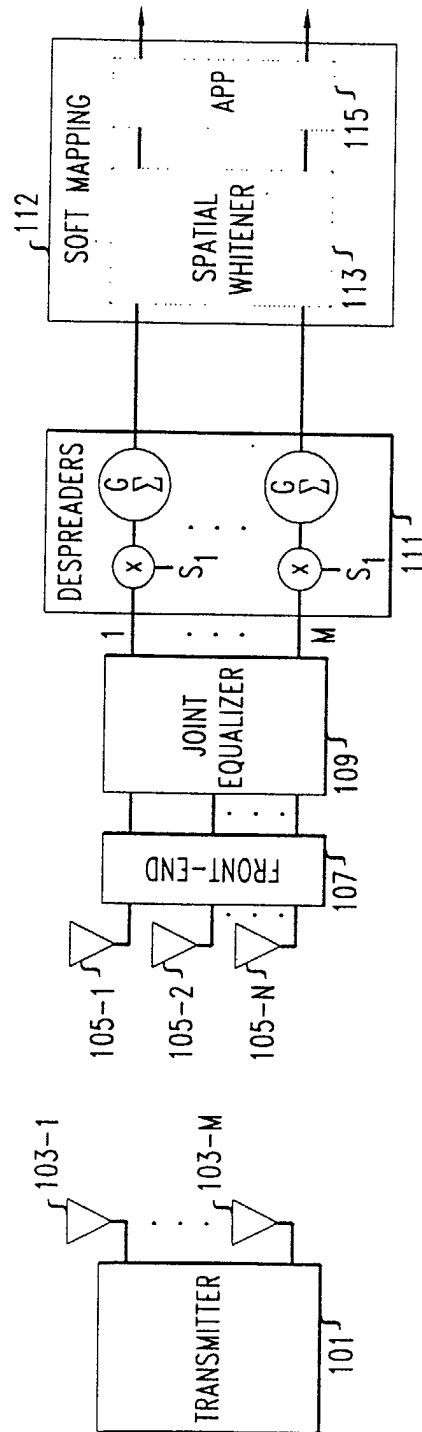 TRANSMITTER
101
103-1
. . .
103-M
105-1
105-2
. . .
105-N
FRONT-END
107
. . .
JOINT
EQUALIZER
109
1
. . .
M
DESPREADERS
X
S1
G
Σ
. . .
X
S1
G
Σ
111
112
SOFT MAPPING
SPATIAL
WHITENER
113
APP
115